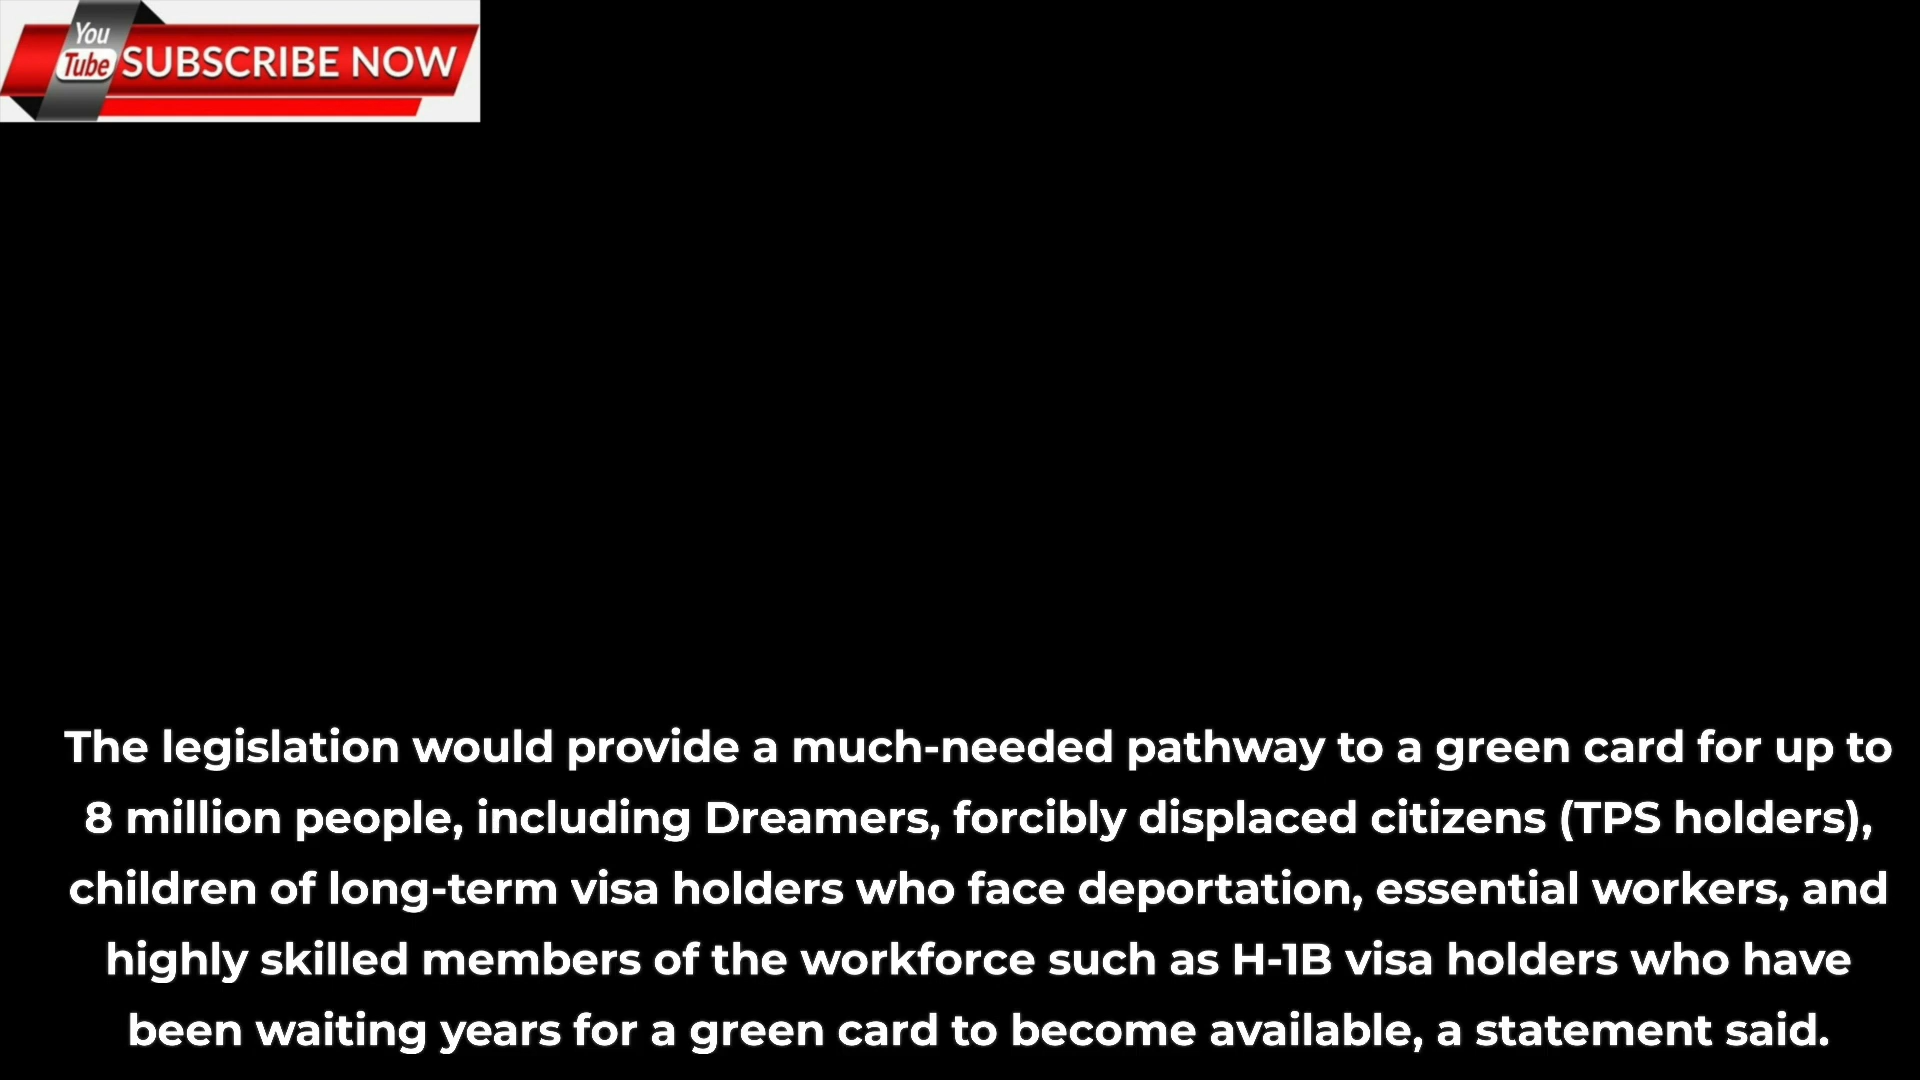 You
Tube SUBSCRIBE NOW
The legislation would provide a much-needed pathway to a green card for up to
8 million people, including Dreamers, forcibly displaced citizens (TPS holders),
children of long-term visa holders who face deportation, essential workers, and
highly skilled members of the workforce such as H-1B visa holders who have
been waiting years for a green card to become available, a statement said.